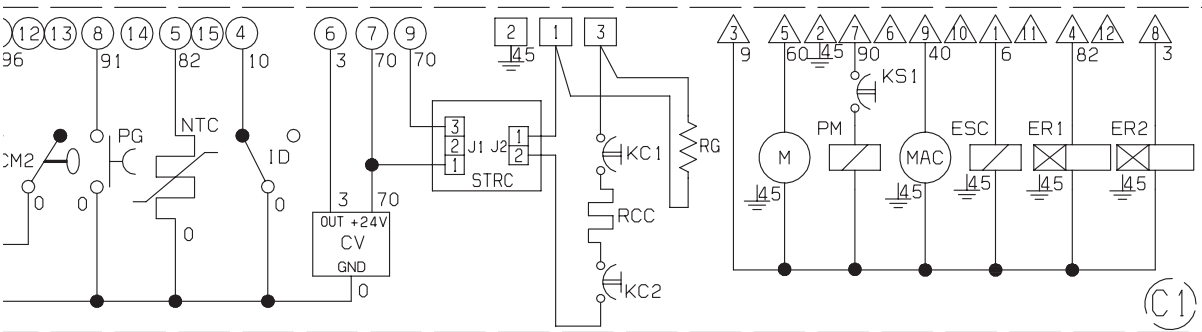 12 13 8 14 5 15 4 6 7 9 2 1 3 3 5 2 7 6 9 10 1 11 4 12 8
96 91 82 10 3 70 70 45 9 60 45 90 40 6 82 3
KS1
CM2 PG NTC ID 3 2 1 J1 J2 1 2 STRC KC1 RG M PM MAC ESC ER1 ER2
0 0 0 0 45 45 45 45 45
3 70 RCC
OUT +24V
CV
GND
0 KC2
C1